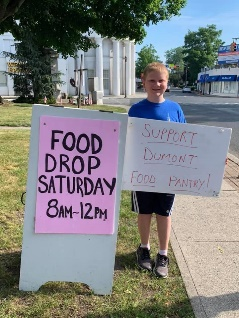 FOOD
DROP
SATURDAY
8AM-12PM
SUPPORT
DUMONT
FOOD PANTRY!